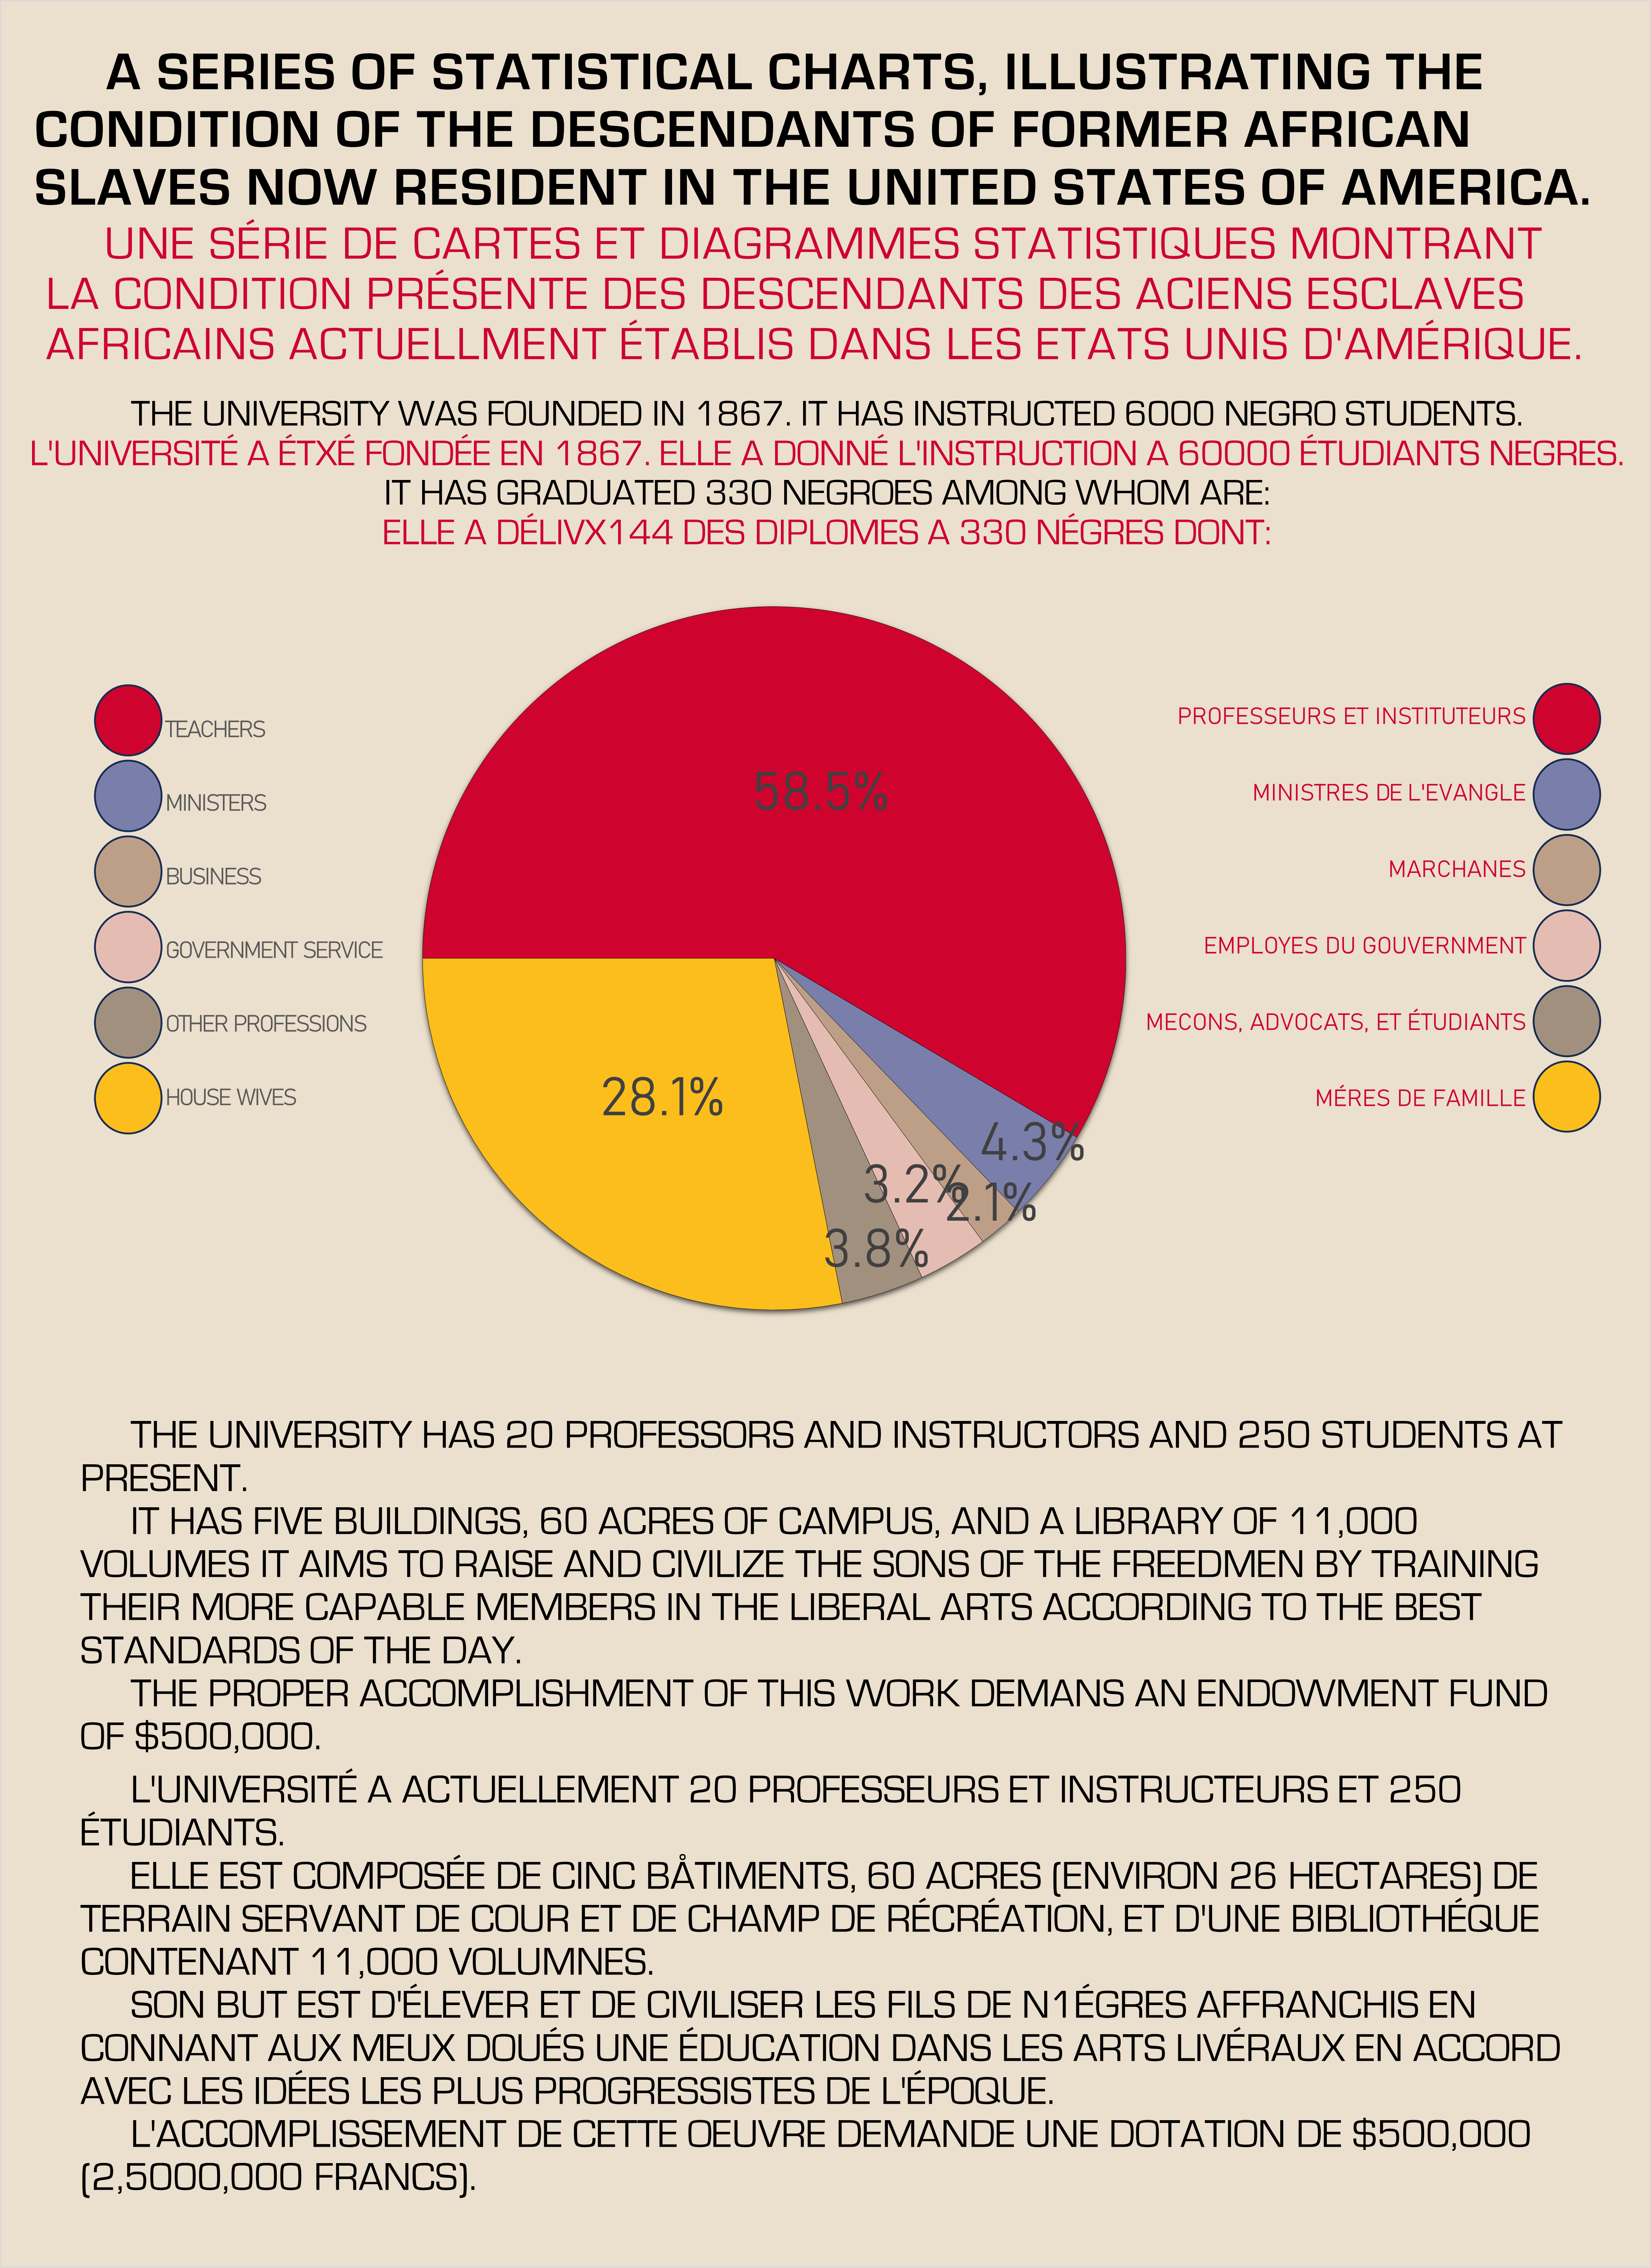 A SERIES OF STATISTICAL CHARTS, ILLUSTRATING THE
CONDITION OF THE DESCENDANTS OF FORMER AFRICAN
SLAVES NOW RESIDENT IN THE UNITED STATES OF AMERICA.
UNE SÉRIE DE CARTES ET DIAGRAMMES STATISTIQUES MONTRANT
LA CONDITION PRÉSENTE DES DESCENDANTS DES ACIENS ESCLAVES
AFRICAINS ACTUELLMENT ÉTABLIS DANS LES ETATS UNIS D'AMÉRIQUE.
THE UNIVERSITY WAS FOUNDED IN 1867. IT HAS INSTRUCTED 6000 NEGRO STUDENTS.
L'UNIVERSITÉ A ÉTXÉ FONDÉE EN 1867. ELLE A DONNÉ L'INSTRUCTION A 60000 ÉTUDIANTS NEGRES.
IT HAS GRADUATED 330 NEGROES AMONG WHOM ARE:
ELLE A DÉLIVX144 DES DIPLOMES A 330 NÉGRES DONT:
TEACHERS
MINISTERS
BUSINESS
GOVERNMENT SERVICE
OTHER PROFESSIONS
HOUSE WIVES
58.5%
28.1%
4.3%
3.2%
2.1%
3.8%
PROFESSEURS ET INSTITUTEURS
MINISTRES DE L'EVANGLE
MARCHANES
EMPLOYES DU GOUVERNMENT
MECONS, ADVOCATS, ET ÉTUDIANTS
MÉRES DE FAMILLE
THE UNIVERSITY HAS 20 PROFESSORS AND INSTRUCTORS AND 250 STUDENTS AT
PRESENT.
IT HAS FIVE BUILDINGS, 60 ACRES OF CAMPUS, AND A LIBRARY OF 11,000
VOLUMES IT AIMS TO RAISE AND CIVILIZE THE SONS OF THE FREEDMEN BY TRAINING
THEIR MORE CAPABLE MEMBERS IN THE LIBERAL ARTS ACCORDING TO THE BEST
STANDARDS OF THE DAY.
THE PROPER ACCOMPLISHMENT OF THIS WORK DEMANS AN ENDOWMENT FUND
OF $500,000.
L'UNIVERSITÉ A ACTUELLEMENT 20 PROFESSEURS ET INSTRUCTEURS ET 250
ÉTUDIANTS.
ELLE EST COMPOSÉE DE CINC BÅTIMENTS, 60 ACRES (ENVIRON 26 HECTARES) DE
TERRAIN SERVANT DE COUR ET DE CHAMP DE RÉCRÉATION, ET D'UNE BIBLIOTHÉQUE
CONTENANT 11,000 VOLUMNES.
SON BUT EST D'ÉLEVER ET DE CIVILISER LES FILS DE N1ÉGRES AFFRANCHIS EN
CONNANT AUX MEUX DOUÉS UNE ÉDUCATION DANS LES ARTS LIVÉRAUX EN ACCORD
AVEC LES IDÉES LES PLUS PROGRESSISTES DE L'ÉPOQUE.
L'ACCOMPLISSEMENT DE CETTE OEUVRE DEMANDE UNE DOTATION DE $500,000
(2,5000,000 FRANCS).